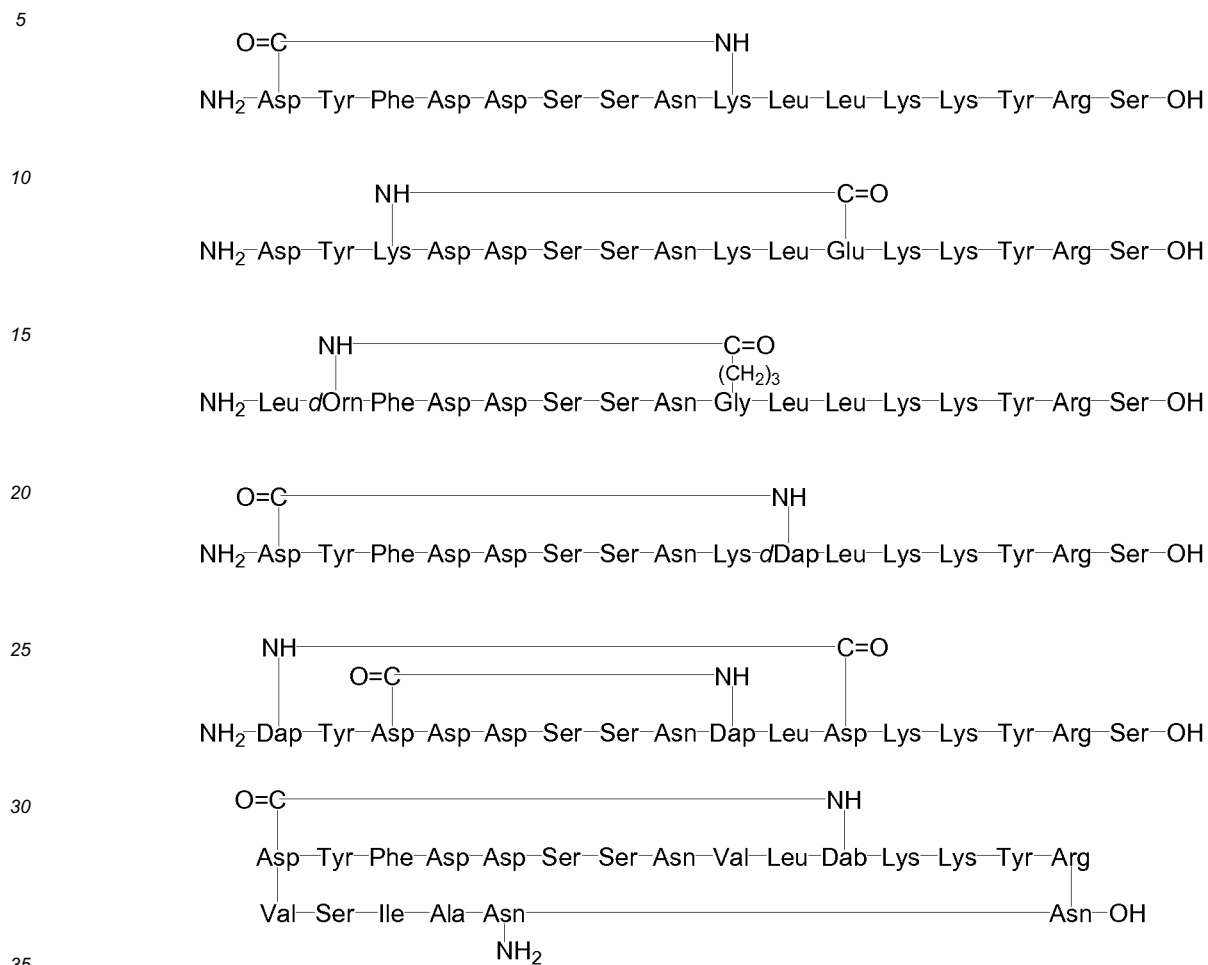 5
O=C NH
NH2 Asp Tyr Phe Asp Asp Ser Ser Asn Lys Leu Leu Lys Lys Tyr Arg Ser OH
10
NH C=O
NH2 Asp Tyr Lys Asp Asp Ser Ser Asn Lys Leu Glu Lys Lys Tyr Arg Ser OH
15
NH C=O
(CH2)3
NH2 Leu dOrn Phe Asp Asp Ser Ser Asn Gly Leu Leu Lys Lys Tyr Arg Ser OH
20
O=C NH
NH2 Asp Tyr Phe Asp Asp Ser Ser Asn Lys dDap Leu Lys Lys Tyr Arg Ser OH
25
NH C=O
O=C NH
NH2 Dap Tyr Asp Asp Asp Ser Ser Asn Dap Leu Asp Lys Lys Tyr Arg Ser OH
30
O=C NH
Asp Tyr Phe Asp Asp Ser Ser Asn Val Leu Dab Lys Lys Tyr Arg
Val Ser Ile Ala Asn Asn OH
NH2
35